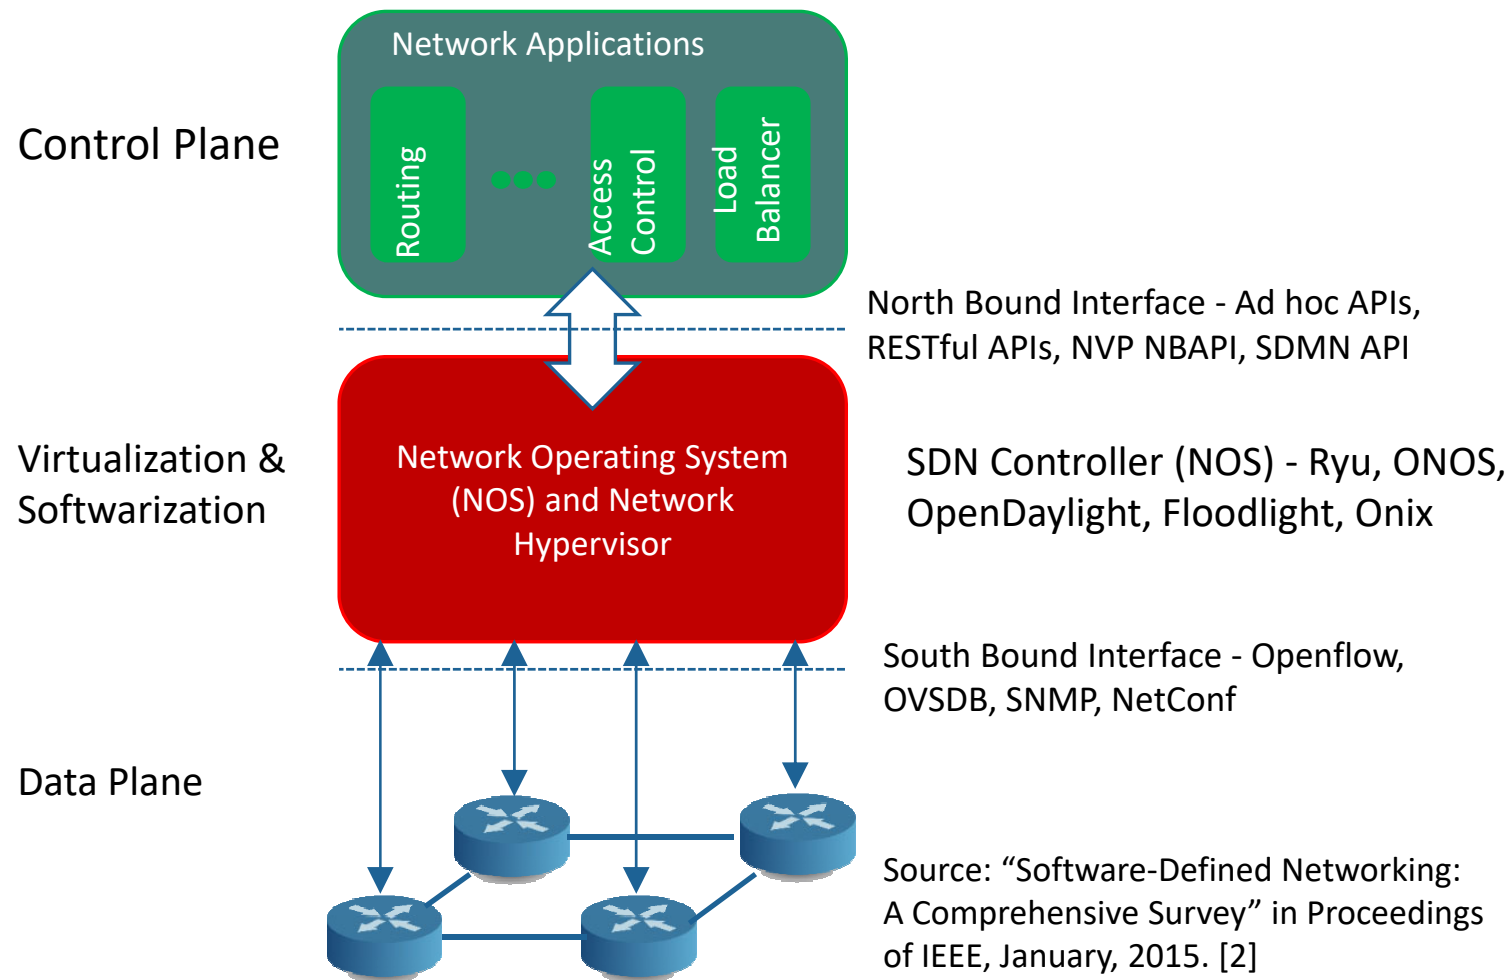 Network Applications
Control Plane
Routing
Access
Control
Load
Balancer
North Bound Interface - Ad hoc APIs,
RESTful APIs, NVP NBAPI, SDMN API
Virtualization &
Softwarization
Network Operating System
(NOS) and Network
Hypervisor
SDN Controller (NOS) - Ryu, ONOS,
OpenDaylight, Floodlight, Onix
South Bound Interface - Openflow,
OVSDB, SNMP, NetConf
Data Plane
Source: “Software-Defined Networking:
A Comprehensive Survey” in Proceedings
of IEEE, January, 2015. [2]